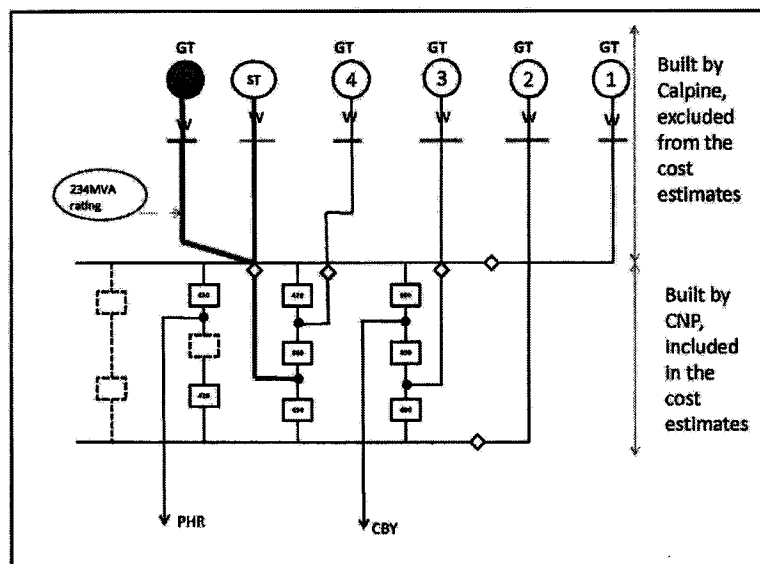 GT
GT
GT
GT
GT
ST
4
3
2
1
W
W
W
W
W
W
Built by
Calpine,
excluded
from the
cost
estimates
234MVA
rating
Built by
CNP,
included
in the
cost
estimates
PHR
CBY